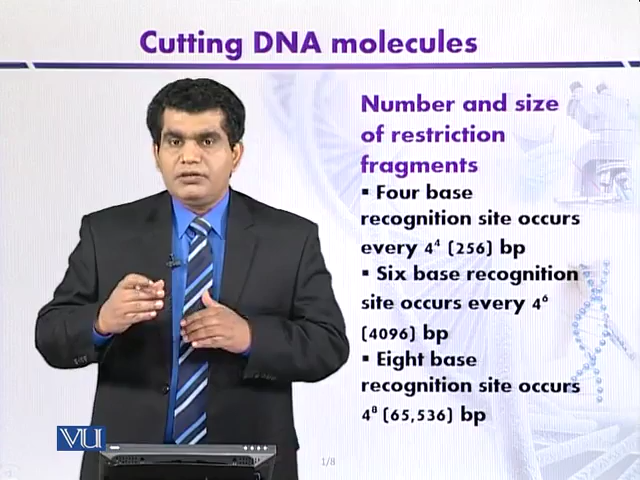 Cutting DNA molecules
Number and size
of restriction
fragments
▪ Four base
recognition site occurs
every 4⁴ (256) bp
▪ Six base recognition
site occurs every 4⁶
(4096) bp
▪ Eight base
recognition site occurs
4⁸ (65,536) bp
VU
1/8